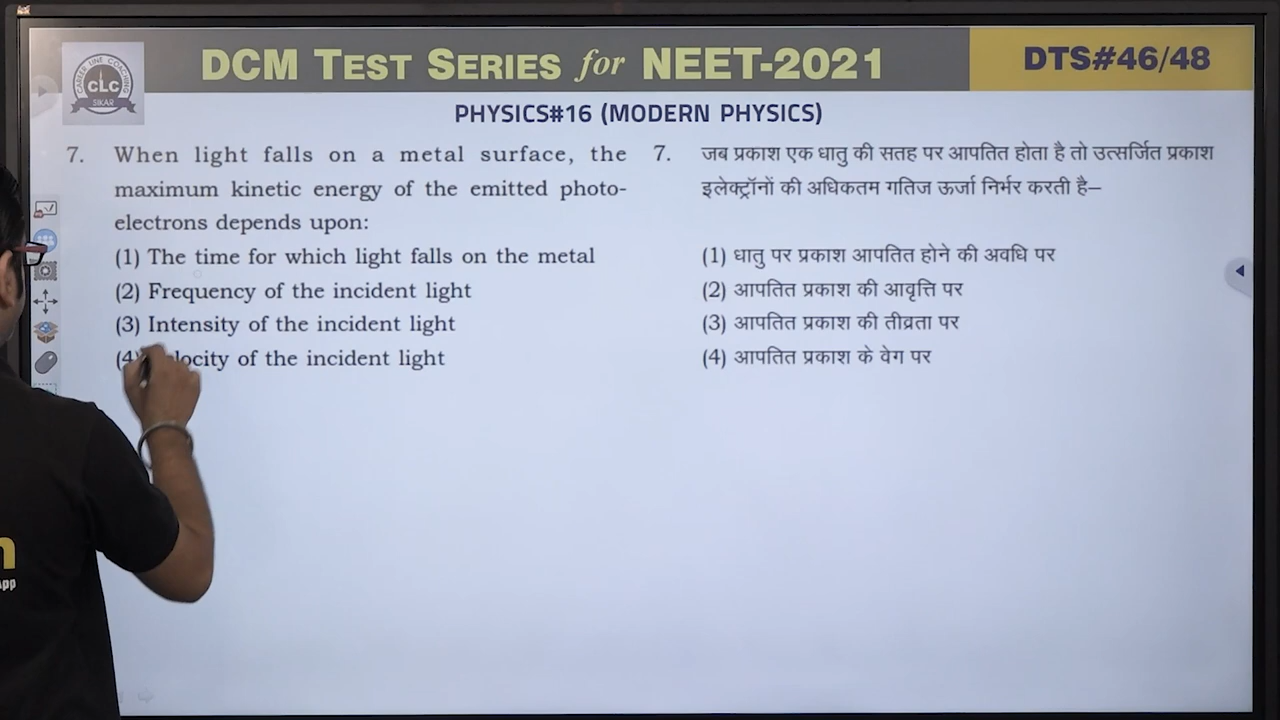 DCM TEST SERIES for NEET-2021
DTS#46/48
CAREER LINE COACHING
CLC
SIKAR
PHYSICS#16 (MODERN PHYSICS)
7. When light falls on a metal surface, the
maximum kinetic energy of the emitted photo-
electrons depends upon:
(1) The time for which light falls on the metal
(2) Frequency of the incident light
(3) Intensity of the incident light
(4) of the incident light
7. जब प्रकाश एक धातु की सतह पर आपतित होता है तो उत्सर्जित प्रकाश
इलेक्ट्रॉनों की अधिकतम गतिज ऊर्जा निर्भर करती है–
(1) धातु पर प्रकाश आपतित होने की अवधि पर
(2) आपतित प्रकाश की आवृत्ति पर
(3) आपतित प्रकाश की तीव्रता पर
(4) आपतित प्रकाश के वेग पर